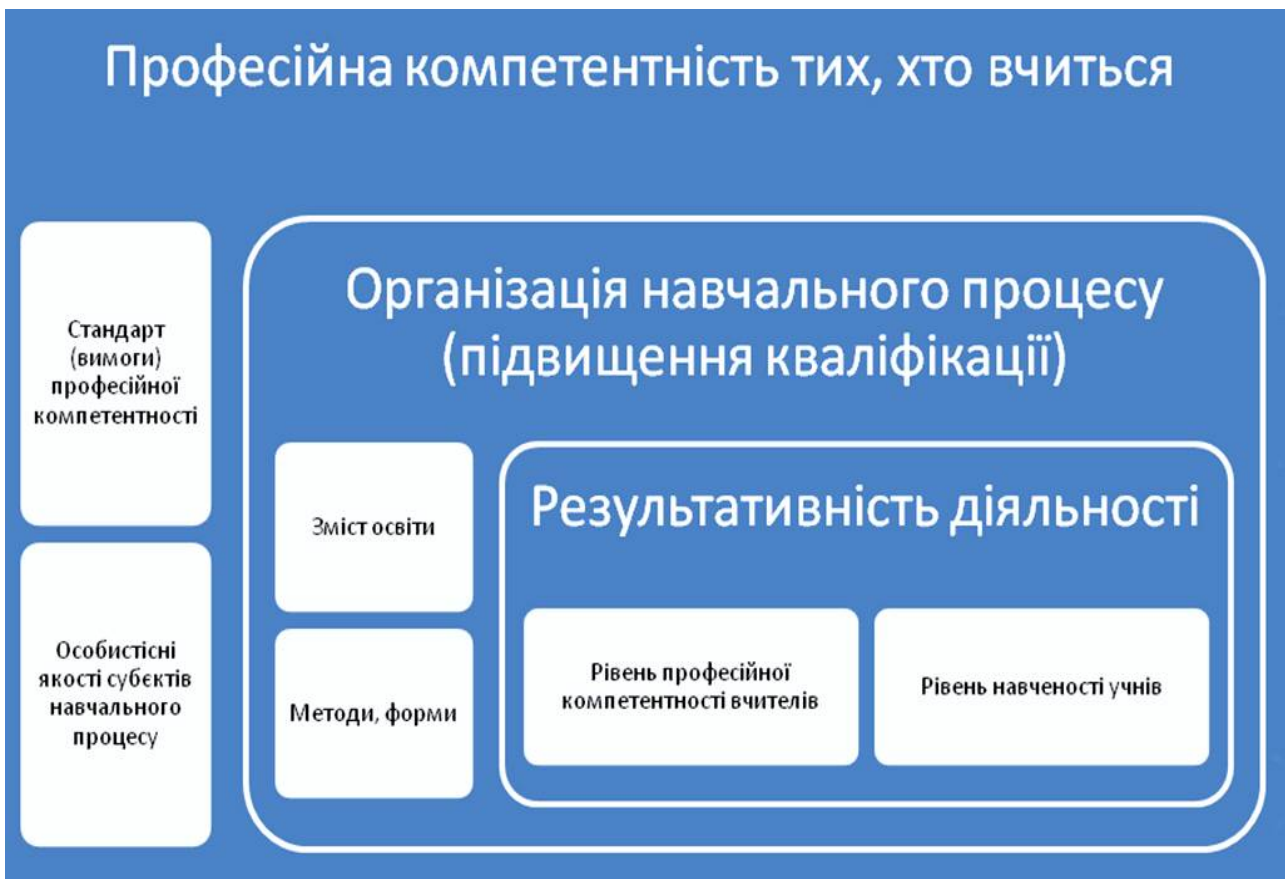 Професійна компетентність тих, хто вчиться
Стандарт
(вимоги)
професійної
компетентності
Особистісні
якості субєктів
навчального
процесу
Організація навчального процесу
(підвищення кваліфікації)
Зміст освіти
Методи, форми
Результативність діяльності
Рівень професійної
компетентності вчителів
Рівень навченості учнів